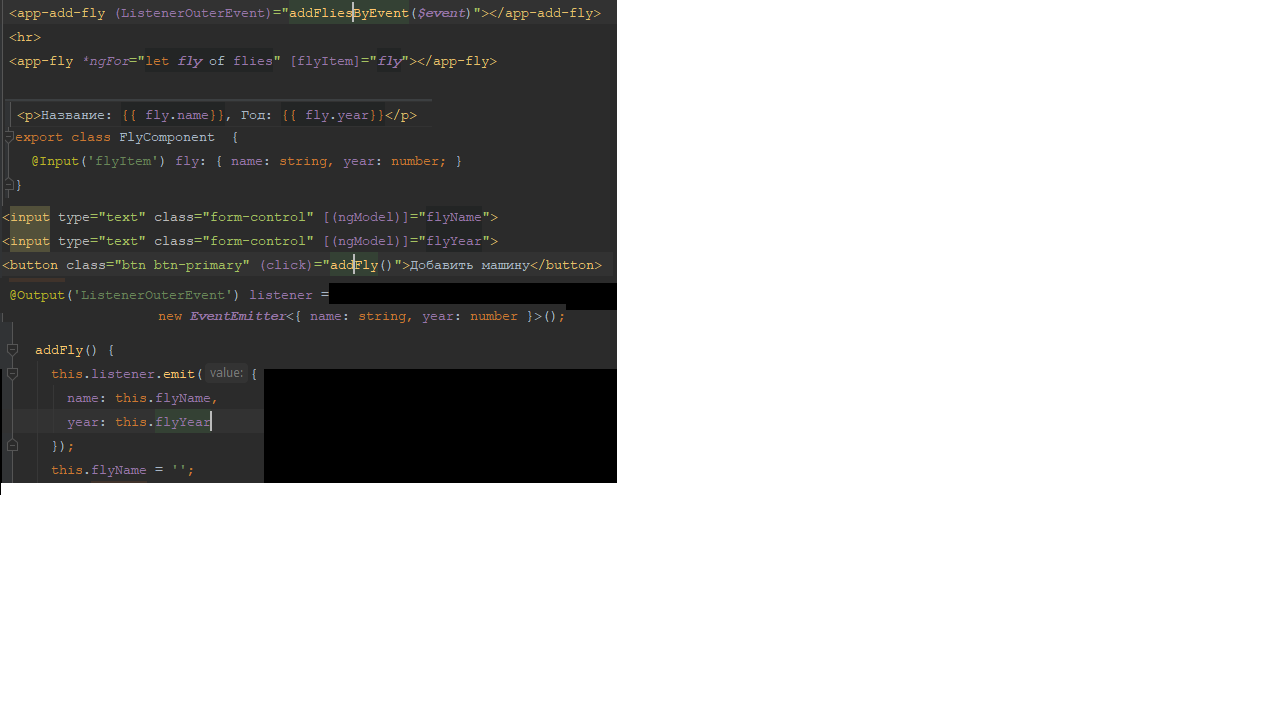 <app-add-fly (ListenerOuterEvent)="addFliesByEvent($event)"></app-add-fly>
<hr>
<app-fly *ngFor="let fly of flies" [flyItem]="fly"></app-fly>
<p>Название: {{ fly.name}}, Год: {{ fly.year}}</p>
export class FlyComponent {
@Input('flyItem') fly: { name: string, year: number; }
}
<input type="text" class="form-control" [(ngModel)]="flyName">
<input type="text" class="form-control" [(ngModel)]="flyYear">
<button class="btn btn-primary" (click)="addFly()">Добавить машину</button>
@Output('ListenerOuterEvent') listener =
new EventEmitter<{ name: string, year: number }>();
addFly() {
this.listener.emit( value: {
name: this.flyName,
year: this.flyYear
});
this.flyName = '';